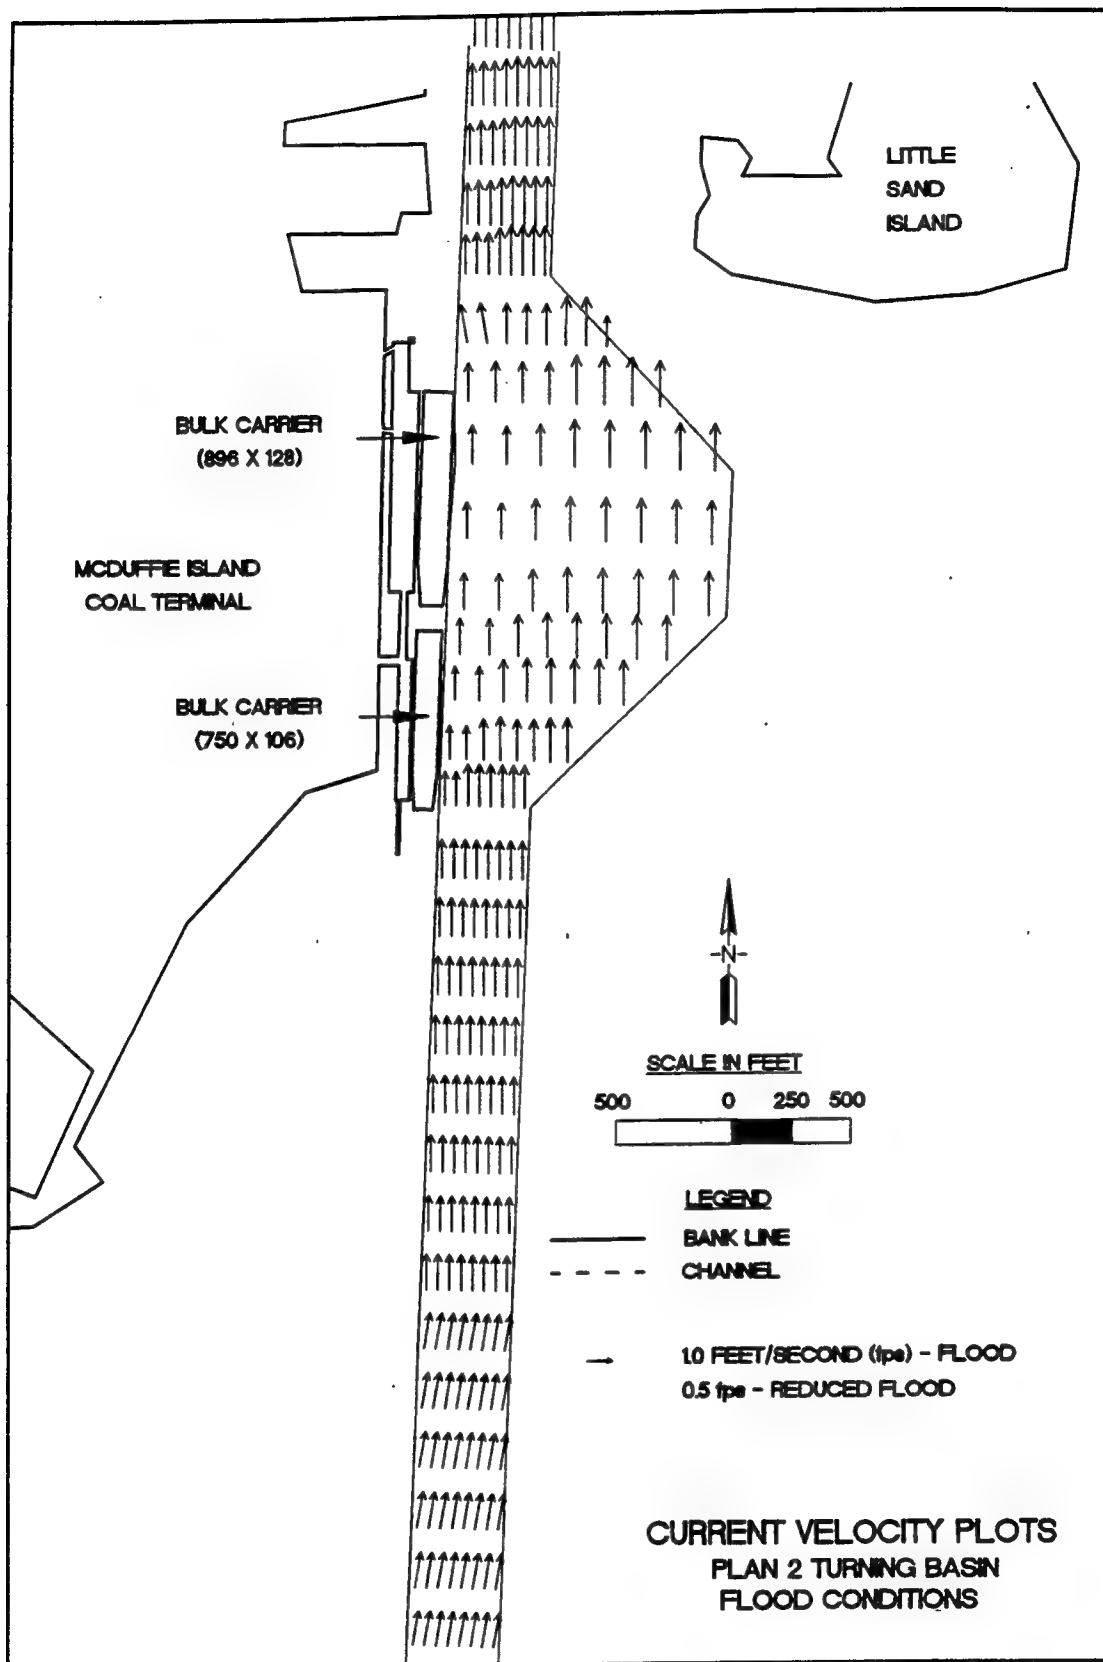 LITTLE
SAND
ISLAND
BULK CARRIER
(896 X 128)
MCDUFFIE ISLAND
COAL TERMINAL
BULK CARRIER
(750 X 106)
-N-
SCALE IN FEET
500 0 250 500
LEGEND
BANK LINE
CHANNEL
1.0 FEET/SECOND (fps) - FLOOD
0.5 fps - REDUCED FLOOD
CURRENT VELOCITY PLOTS
PLAN 2 TURNING BASIN
FLOOD CONDITIONS